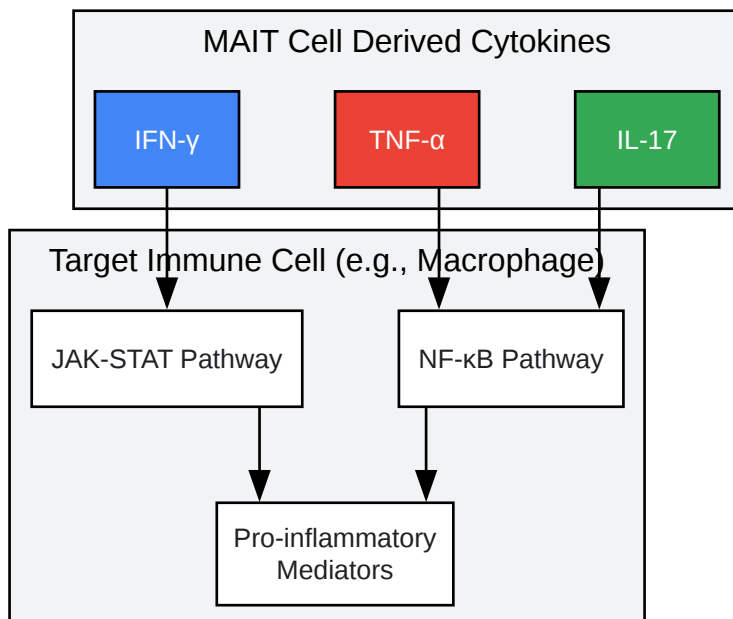 MAIT Cell Derived Cytokines
IFN-γ
TNF-α
IL-17
Target Immune Cell (e.g., Macrophage)
JAK-STAT Pathway
NF-κB Pathway
Pro-inflammatory
Mediators